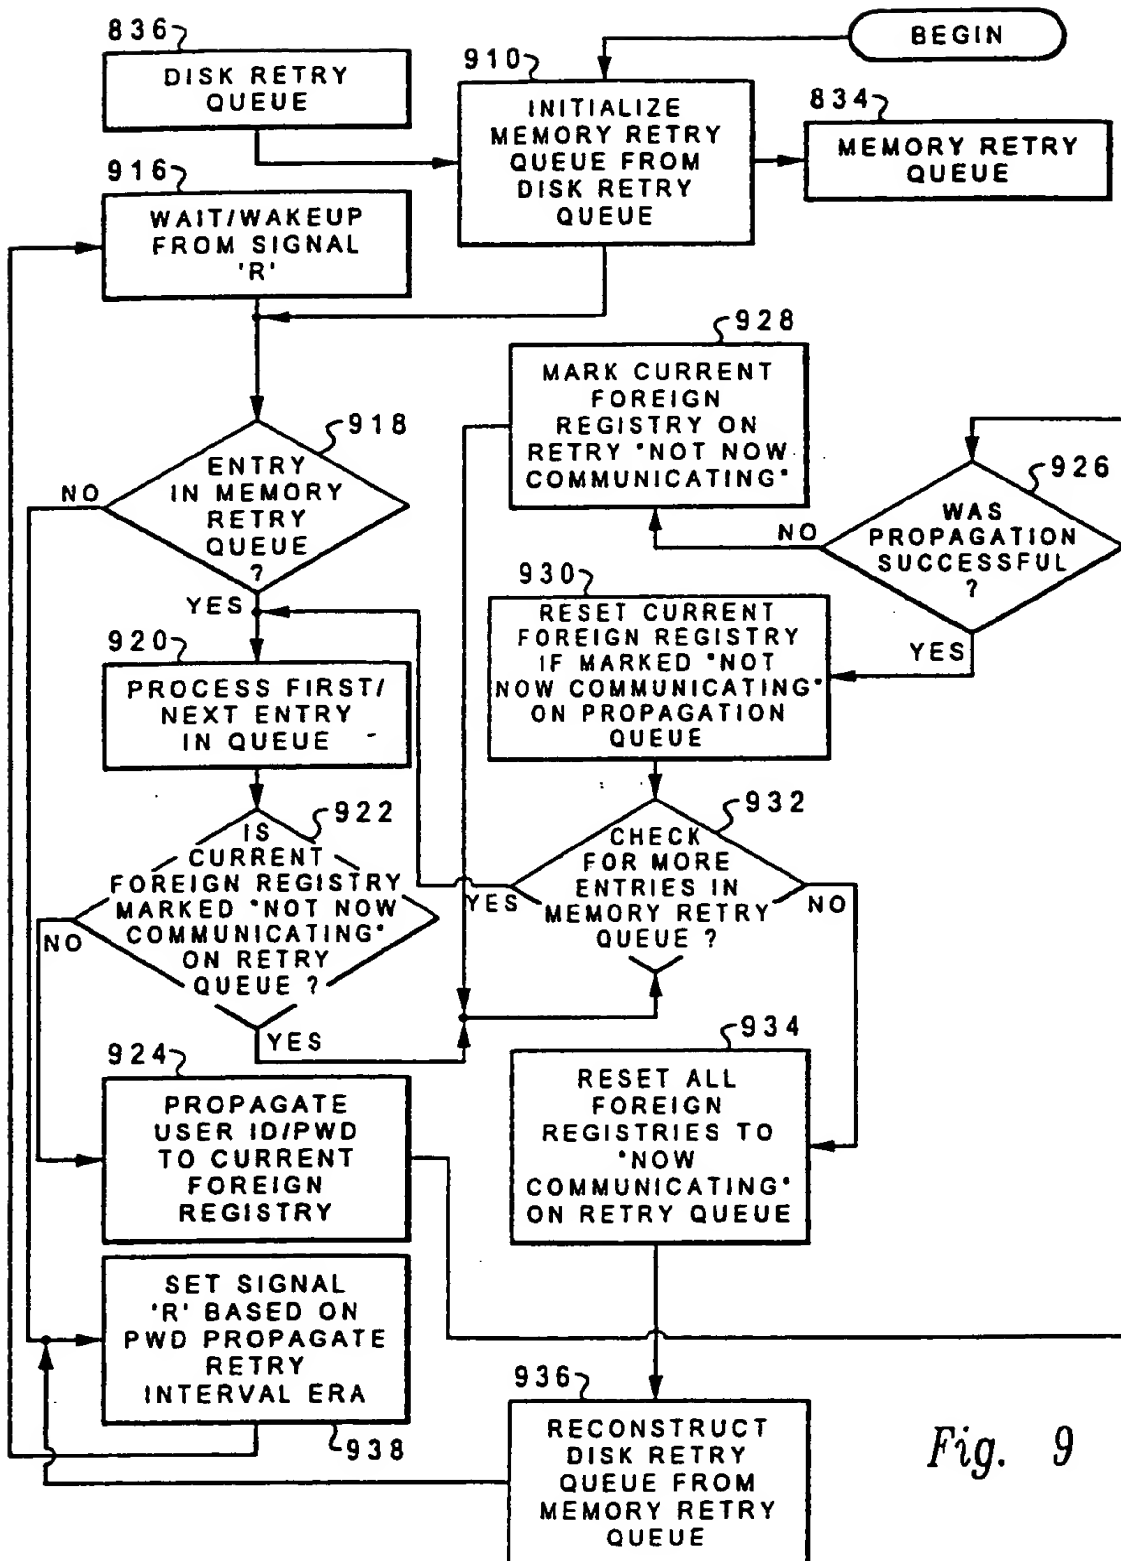 BEGIN
836
DISK RETRY
QUEUE
910
INITIALIZE
MEMORY RETRY
QUEUE FROM
DISK RETRY
QUEUE
834
MEMORY RETRY
QUEUE
916
WAIT/WAKEUP
FROM SIGNAL
'R'
928
MARK CURRENT
FOREIGN
REGISTRY ON
RETRY "NOT NOW
COMMUNICATING"
918
ENTRY
IN MEMORY
RETRY
QUEUE
?
NO
YES
926
WAS
PROPAGATION
SUCCESSFUL
?
NO
YES
930
RESET CURRENT
FOREIGN REGISTRY
IF MARKED "NOT
NOW COMMUNICATING"
ON PROPAGATION
QUEUE
920
PROCESS FIRST/
NEXT ENTRY
IN QUEUE
922
IS
CURRENT
FOREIGN REGISTRY
MARKED "NOT NOW
COMMUNICATING"
ON RETRY
QUEUE ?
NO
YES
932
CHECK
FOR MORE
ENTRIES IN
MEMORY RETRY
QUEUE ?
YES
NO
924
PROPAGATE
USER ID/PWD
TO CURRENT
FOREIGN
REGISTRY
934
RESET ALL
FOREIGN
REGISTRIES TO
"NOW
COMMUNICATING"
ON RETRY QUEUE
SET SIGNAL
'R' BASED ON
PWD PROPAGATE
RETRY
INTERVAL ERA
938
936
RECONSTRUCT
DISK RETRY
QUEUE FROM
MEMORY RETRY
QUEUE
Fig. 9